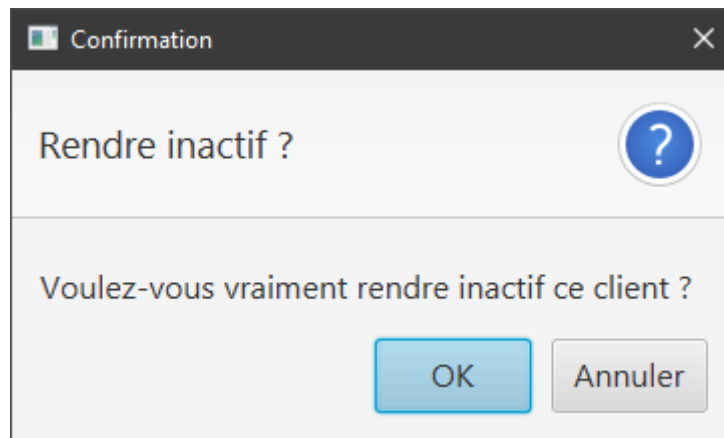 Confirmation
Rendre inactif ?
?
Voulez-vous vraiment rendre inactif ce client ?
OK
Annuler